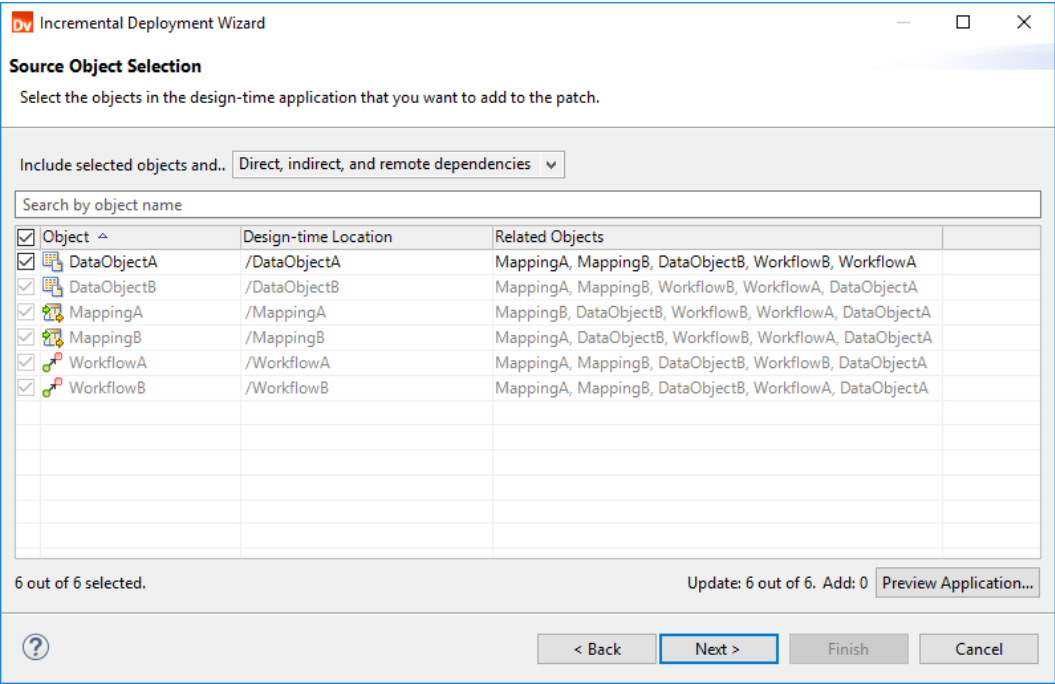 Dv Incremental Deployment Wizard
Source Object Selection
Select the objects in the design-time application that you want to add to the patch.
Include selected objects and.. Direct, indirect, and remote dependencies
Search by object name
Object Design-time Location Related Objects
DataObjectA /DataObjectA MappingA, MappingB, DataObjectB, WorkflowB, WorkflowA
DataObjectB /DataObjectB MappingA, MappingB, WorkflowB, WorkflowA, DataObjectA
MappingA /MappingA MappingB, DataObjectB, WorkflowB, WorkflowA, DataObjectA
MappingB /MappingB MappingA, DataObjectB, WorkflowB, WorkflowA, DataObjectA
WorkflowA /WorkflowA MappingA, MappingB, DataObjectB, WorkflowB, DataObjectA
WorkflowB /WorkflowB MappingA, MappingB, DataObjectB, WorkflowA, DataObjectA
6 out of 6 selected. Update: 6 out of 6. Add: 0 Preview Application...
? < Back Next > Finish Cancel